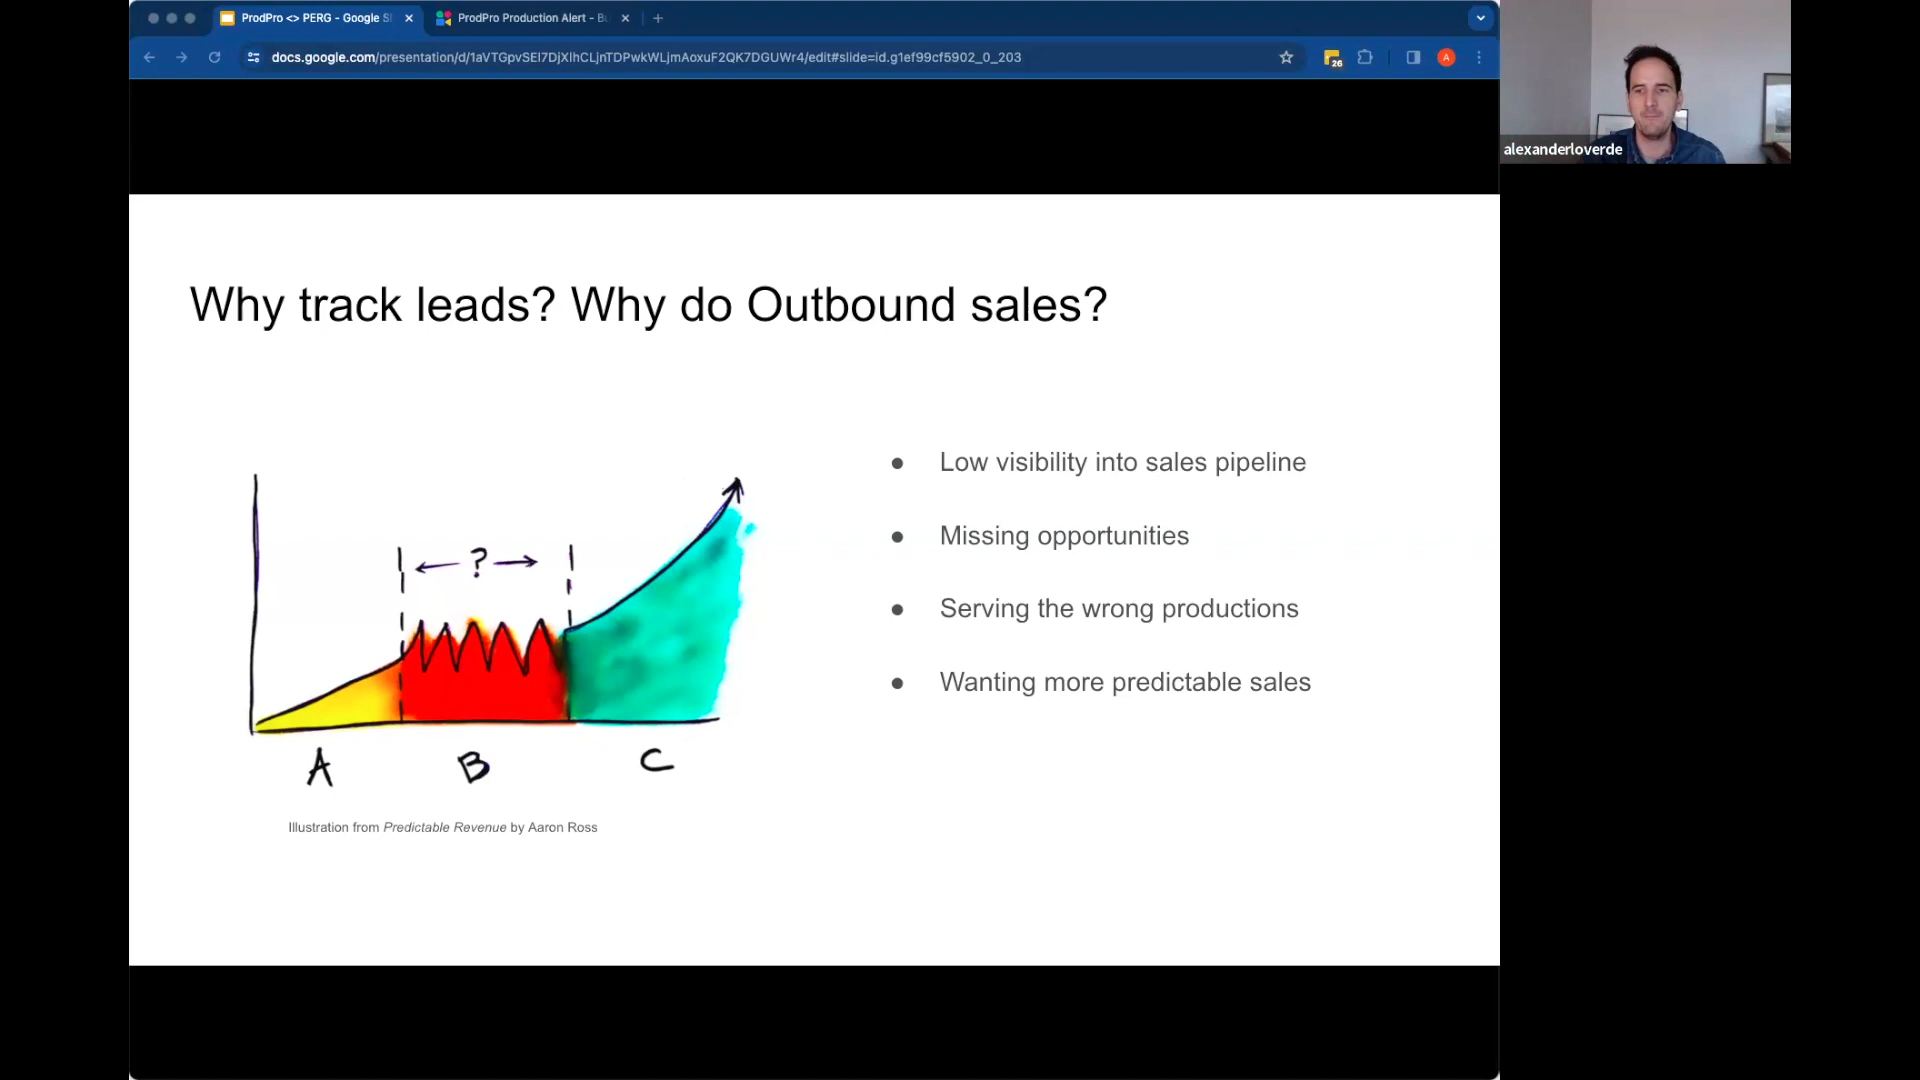 ProdPro <> PERG - Google Sl
ProdPro Production Alert - Bu
docs.google.com/presentation/d/1aVTGpvSEI7DjXIhCLjnTDPwkWLjmAoxuF2QK7DGUWr4/edit#slide=id.g1ef99cf5902_0_203
26
A
alexanderloverde
Why track leads? Why do Outbound sales?
?
A B C
Illustration from Predictable Revenue by Aaron Ross
● Low visibility into sales pipeline
● Missing opportunities
● Serving the wrong productions
● Wanting more predictable sales